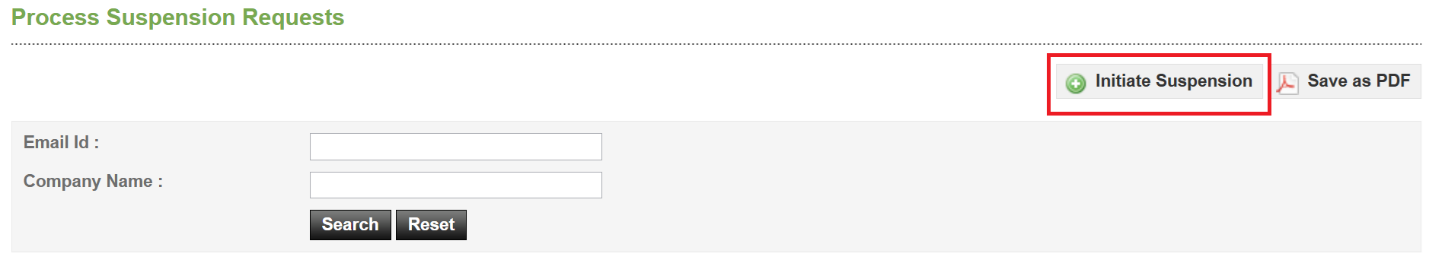 Process Suspension Requests
Initiate Suspension Save as PDF
Email Id :
Company Name :
Search Reset